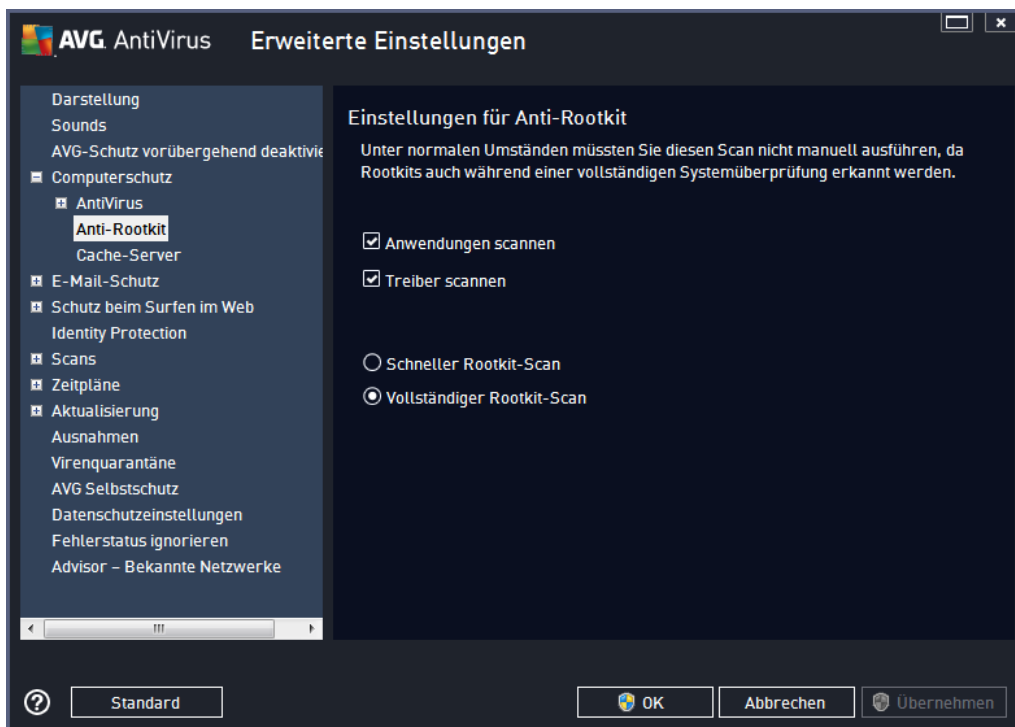 AVG AntiVirus Erweiterte Einstellungen
Darstellung
Sounds
AVG-Schutz vorübergehend deaktivie
Computerschutz
AntiVirus
Anti-Rootkit
Cache-Server
E-Mail-Schutz
Schutz beim Surfen im Web
Identity Protection
Scans
Zeitpläne
Aktualisierung
Ausnahmen
Virenquarantäne
AVG Selbstschutz
Datenschutzeinstellungen
Fehlerstatus ignorieren
Advisor – Bekannte Netzwerke
Einstellungen für Anti-Rootkit
Unter normalen Umständen müssten Sie diesen Scan nicht manuell ausführen, da
Rootkits auch während einer vollständigen Systemüberprüfung erkannt werden.
Anwendungen scannen
Treiber scannen
Schneller Rootkit-Scan
Vollständiger Rootkit-Scan
Standard
OK
Abbrechen
Übernehmen